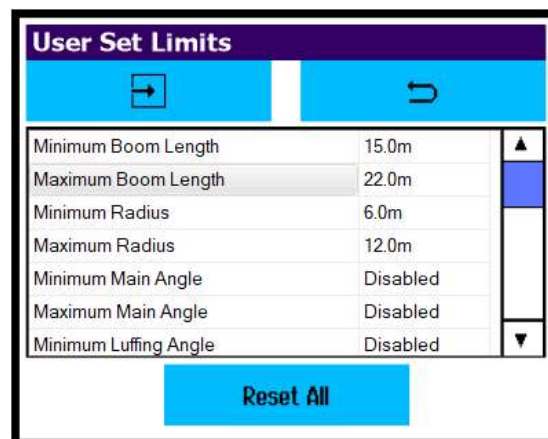 User Set Limits
Minimum Boom Length 15.0m
Maximum Boom Length 22.0m
Minimum Radius 6.0m
Maximum Radius 12.0m
Minimum Main Angle Disabled
Maximum Main Angle Disabled
Minimum Luffing Angle Disabled
Reset All